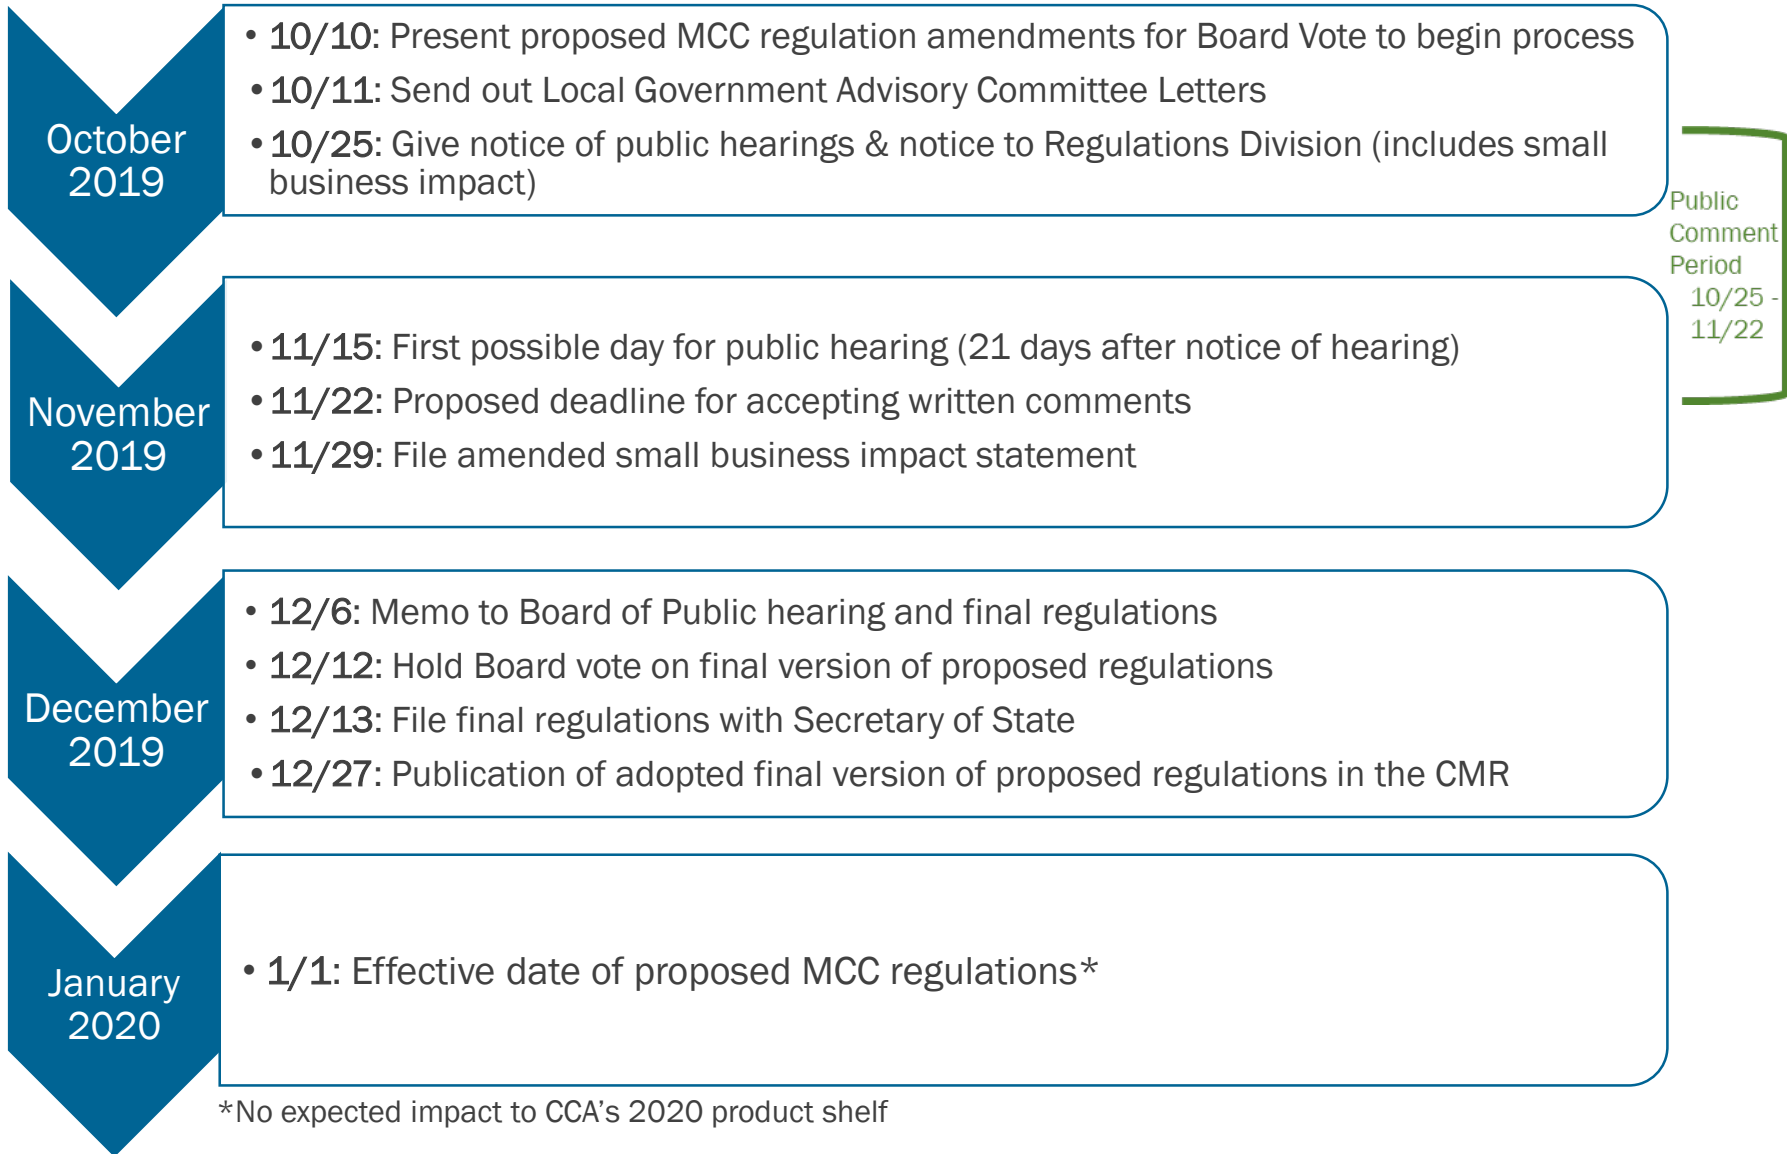 October
2019
• 10/10: Present proposed MCC regulation amendments for Board Vote to begin process
• 10/11: Send out Local Government Advisory Committee Letters
• 10/25: Give notice of public hearings & notice to Regulations Division (includes small
business impact)
Public
Comment
Period
10/25 -
11/22
November
2019
• 11/15: First possible day for public hearing (21 days after notice of hearing)
• 11/22: Proposed deadline for accepting written comments
• 11/29: File amended small business impact statement
December
2019
• 12/6: Memo to Board of Public hearing and final regulations
• 12/12: Hold Board vote on final version of proposed regulations
• 12/13: File final regulations with Secretary of State
• 12/27: Publication of adopted final version of proposed regulations in the CMR
January
2020
• 1/1: Effective date of proposed MCC regulations*
*No expected impact to CCA's 2020 product shelf